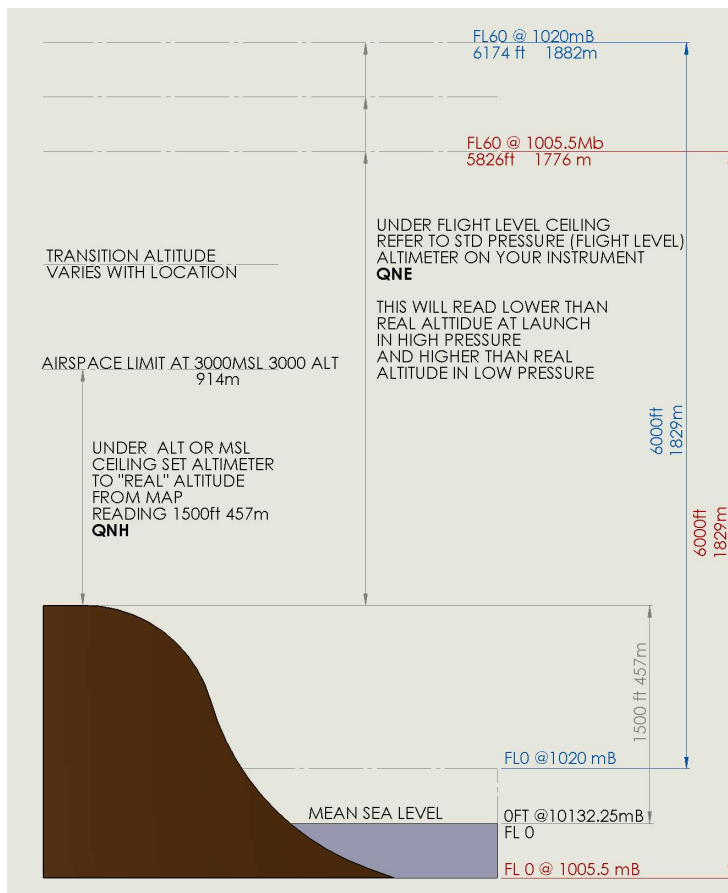 FL60 @ 1020mB
6174 ft 1882m
FL60 @ 1005.5Mb
5826ft 1776 m
TRANSITION ALTITUDE
VARIES WITH LOCATION
UNDER FLIGHT LEVEL CEILING
REFER TO STD PRESSURE (FLIGHT LEVEL)
ALTIMETER ON YOUR INSTRUMENT
QNE
THIS WILL READ LOWER THAN
REAL ALTTIDUE AT LAUNCH
IN HIGH PRESSURE
AND HIGHER THAN REAL
ALTITUDE IN LOW PRESSURE
AIRSPACE LIMIT AT 3000MSL 3000 ALT
914m
UNDER ALT OR MSL
CEILING SET ALTIMETER
TO "REAL" ALTITUDE
FROM MAP
READING 1500ft 457m
QNH
6000ft
1829m
6000ft
1829m
1500 ft 457m
FL0 @1020 mB
MEAN SEA LEVEL
0FT @10132.25mB
FL 0
FL 0 @ 1005.5 mB